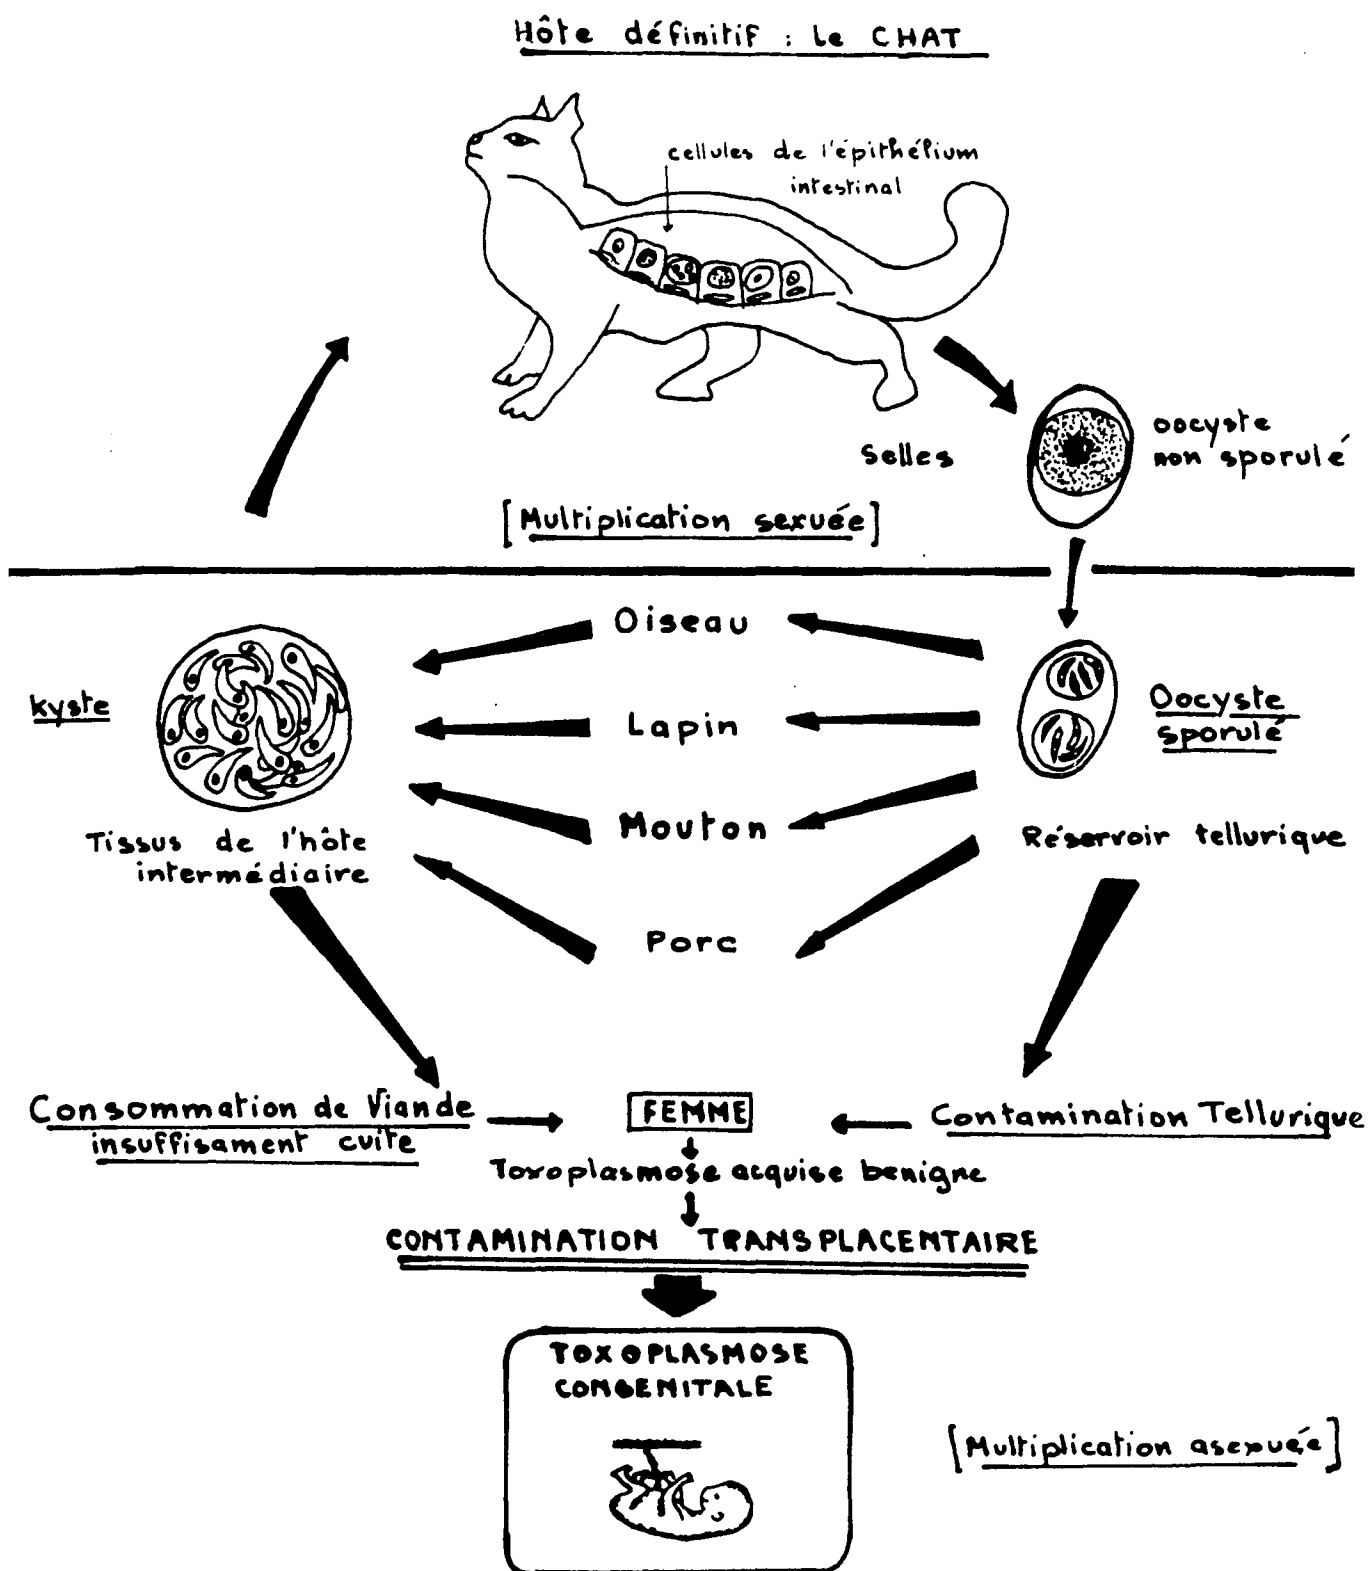 Hôte définitif : le CHAT
cellules de l'épithélium
intestinal
Selles
oocyste
non sporulé
[Multiplication sexuée]
Oiseau
kyste
Lapin
Oocyste
sporulé
Mouton
Tissus de l'hôte
intermédiaire
Réservoir tellurique
Porc
Consommation de Viande
insuffisament cuite
FEMME
Contamination Tellurique
Toxoplasmose acquise benigne
CONTAMINATION TRANSPLACENTAIRE
TOXOPLASMOSE
CONGENITALE
[Multiplication asexuée]